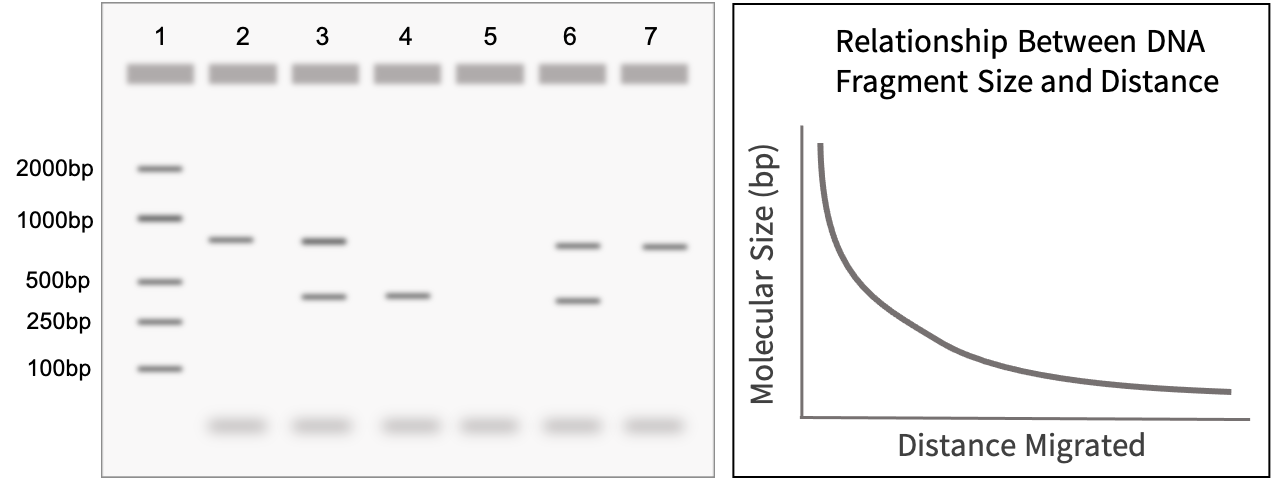 1 2 3 4 5 6 7
2000bp
1000bp
500bp
250bp
100bp
Relationship Between DNA
Fragment Size and Distance
Molecular Size (bp)
Distance Migrated